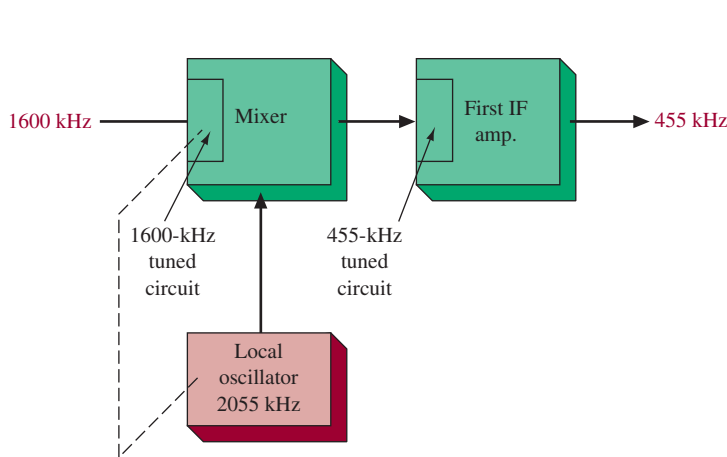 1600 kHz
Mixer
First IF
amp.
455 kHz
1600-kHz
tuned
circuit
455-kHz
tuned
circuit
Local
oscillator
2055 kHz